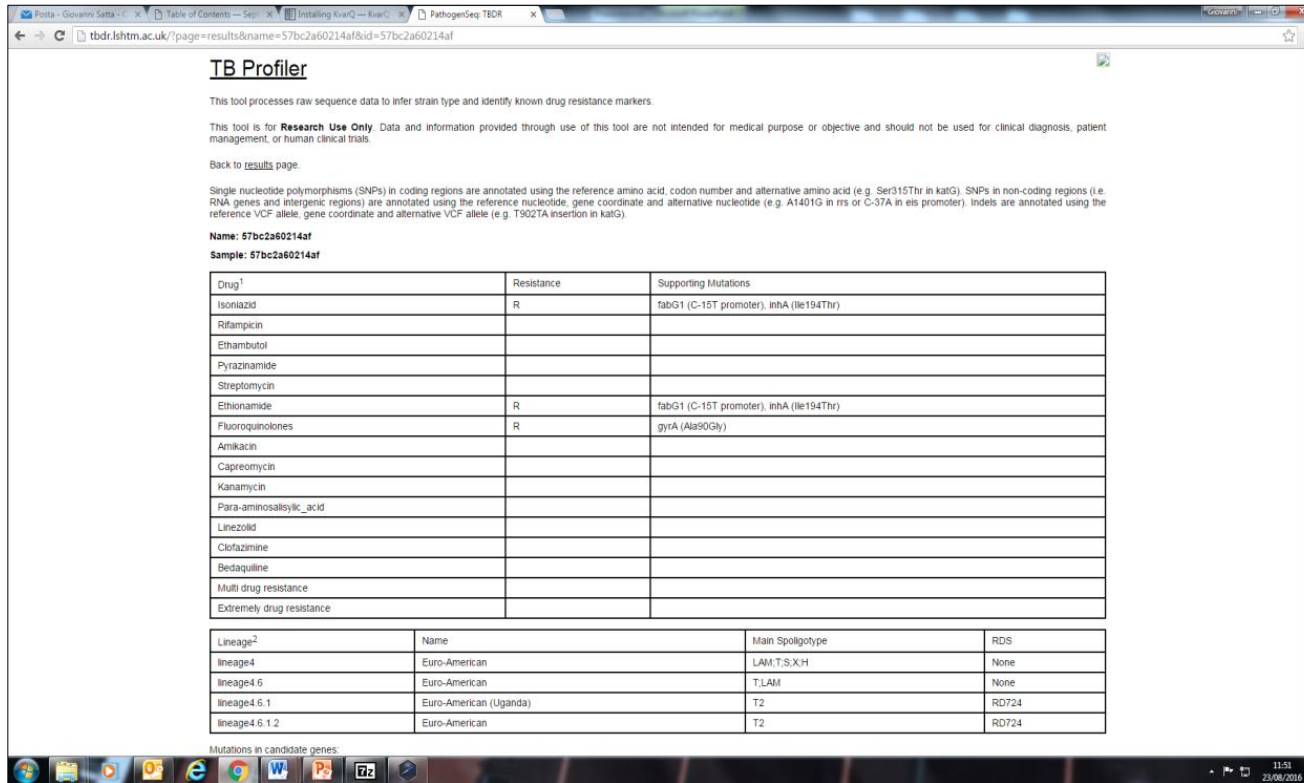 Posta - Giovanni Satta - O
Table of Contents — Sept
Installing KvarQ — KvarQ
PathogenSeq: TBDR
Giovanni
tbdr.lshtm.ac.uk/?page=results&name=57bc2a60214af&id=57bc2a60214af
TB Profiler
This tool processes raw sequence data to infer strain type and identify known drug resistance markers.
This tool is for Research Use Only. Data and information provided through use of this tool are not intended for medical purpose or objective and should not be used for clinical diagnosis, patient
management, or human clinical trials.
Back to results page.
Single nucleotide polymorphisms (SNPs) in coding regions are annotated using the reference amino acid, codon number and alternative amino acid (e.g. Ser315Thr in katG). SNPs in non-coding regions (i.e.
RNA genes and intergenic regions) are annotated using the reference nucleotide, gene coordinate and alternative nucleotide (e.g. A1401G in rrs or C-37A in eis promoter). Indels are annotated using the
reference VCF allele, gene coordinate and alternative VCF allele (e.g. T902TA insertion in katG).
Name: 57bc2a60214af
Sample: 57bc2a60214af
Drug1 Resistance Supporting Mutations
Isoniazid R fabG1 (C-15T promoter), inhA (Ile194Thr)
Rifampicin
Ethambutol
Pyrazinamide
Streptomycin
Ethionamide R fabG1 (C-15T promoter), inhA (Ile194Thr)
Fluoroquinolones R gyrA (Ala90Gly)
Amikacin
Capreomycin
Kanamycin
Para-aminosalisylic_acid
Linezolid
Clofazimine
Bedaquiline
Multi drug resistance
Extremely drug resistance
Lineage2 Name Main Spoligotype RDS
lineage4 Euro-American LAM;T;S;X;H None
lineage4.6 Euro-American T;LAM None
lineage4.6.1 Euro-American (Uganda) T2 RD724
lineage4.6.1.2 Euro-American T2 RD724
Mutations in candidate genes:
11:51
23/08/2016